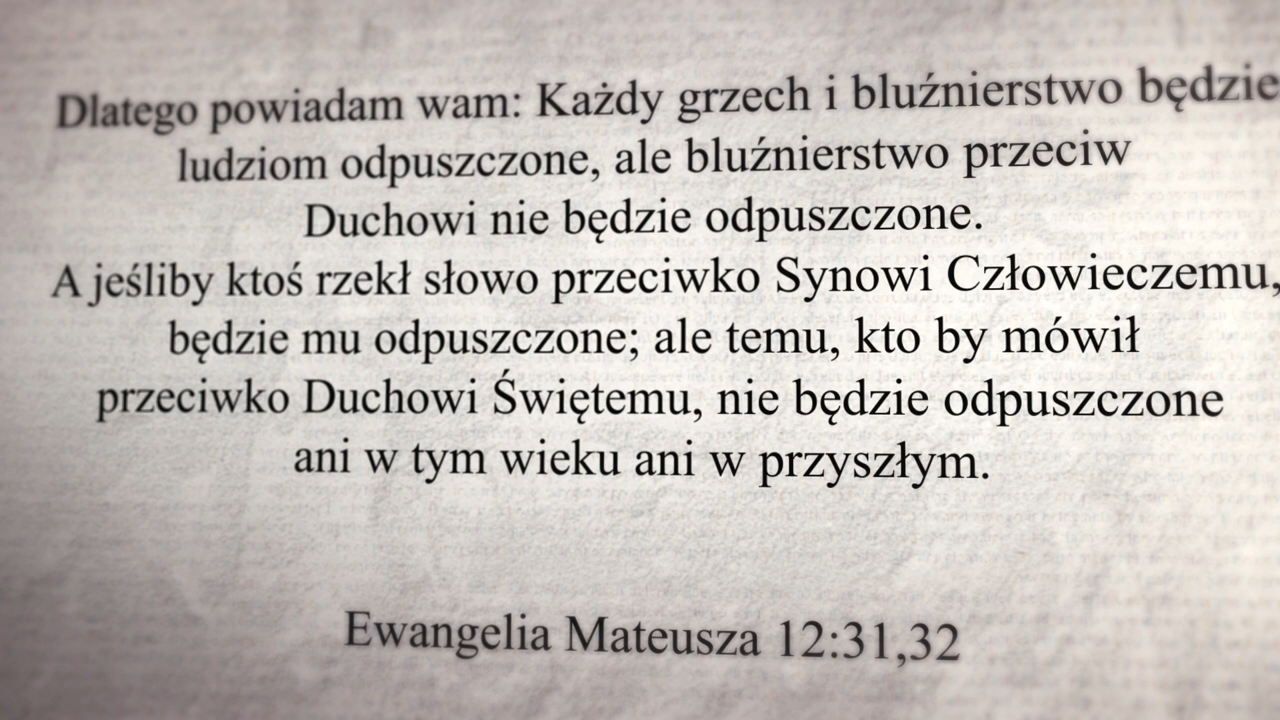 Dlatego powiadam wam: Każdy grzech i bluźnierstwo będzie
ludziom odpuszczone, ale bluźnierstwo przeciw
Duchowi nie będzie odpuszczone.
A jeśliby ktoś rzekł słowo przeciwko Synowi Człowieczemu,
będzie mu odpuszczone; ale temu, kto by mówił
przeciwko Duchowi Świętemu, nie będzie odpuszczone
ani w tym wieku ani w przyszłym.
Ewangelia Mateusza 12:31,32